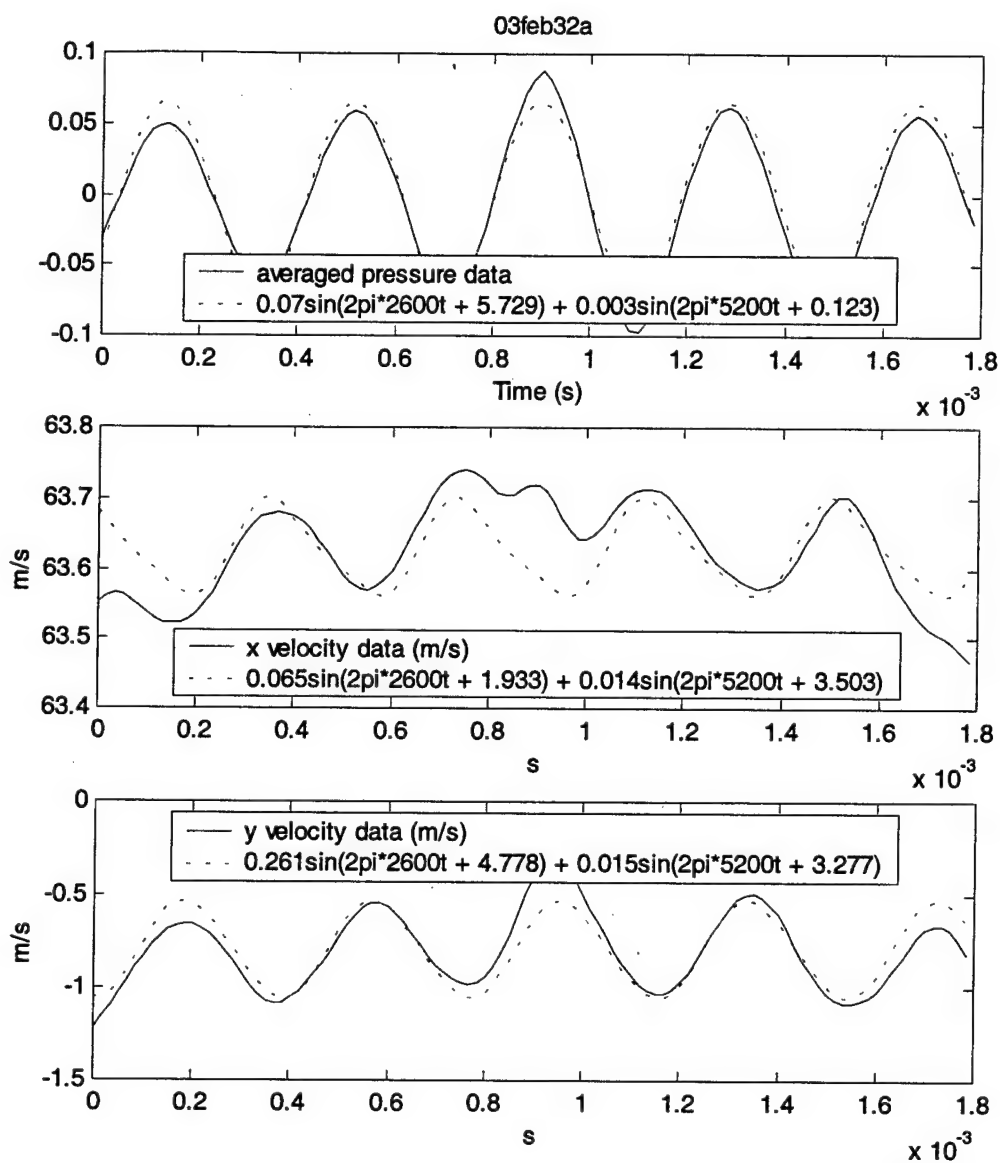 03feb32a
0.1
0.05
0
-0.05
-0.1
averaged pressure data
0.07sin(2pi*2600t + 5.729) + 0.003sin(2pi*5200t + 0.123)
0 0.2 0.4 0.6 0.8 1 1.2 1.4 1.6 1.8
Time (s)
x 10-3
63.8
63.7
63.6
63.5
63.4
m/s
x velocity data (m/s)
0.065sin(2pi*2600t + 1.933) + 0.014sin(2pi*5200t + 3.503)
0 0.2 0.4 0.6 0.8 1 1.2 1.4 1.6 1.8
s
x 10-3
0
-0.5
-1
-1.5
m/s
y velocity data (m/s)
0.261sin(2pi*2600t + 4.778) + 0.015sin(2pi*5200t + 3.277)
0 0.2 0.4 0.6 0.8 1 1.2 1.4 1.6 1.8
s
x 10-3